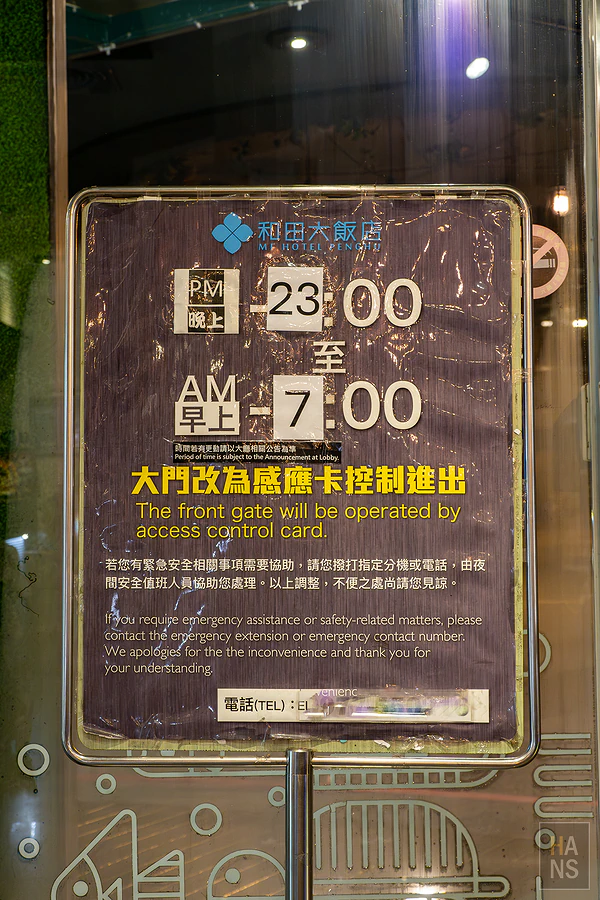 和田大飯店
MF HOTEL PENGHU
PM
晚上
-23:00
至
AM
早上
-7:00
時間若有更動請以大廳相關公告為準
Period of time is subject to the Announcement at Lobby.
大門改為感應卡控制進出
The front gate will be operated by
access control card.
若您有緊急安全相關事項需要協助，請您撥打指定分機或電話，由夜
間安全值班人員協助您處理。以上調整，不便之處尚請您見諒。
If you require emergency assistance or safety-related matters, please
contact the emergency extension or emergency contact number.
We apologies for the the inconvenience and thank you for
your understanding.
電話(TEL)：
HANS